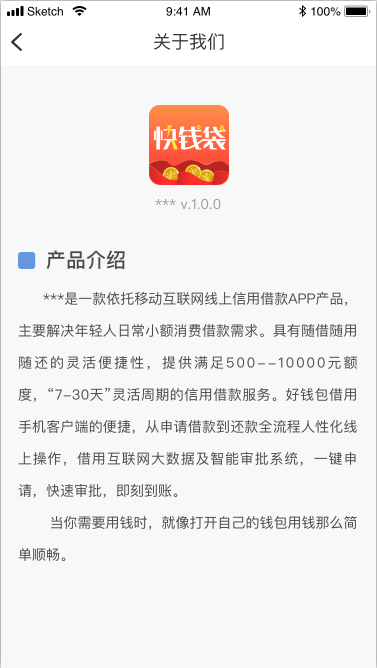 Sketch 9:41 AM 100%
关于我们
快钱袋
*** v.1.0.0
产品介绍
***是一款依托移动互联网线上信用借款APP产品，
主要解决年轻人日常小额消费借款需求。具有随借随用
随还的灵活便捷性，提供满足500--10000元额
度，“7-30天”灵活周期的信用借款服务。好钱包借用
手机客户端的便捷，从申请借款到还款全流程人性化线
上操作，借用互联网大数据及智能审批系统，一键申
请，快速审批，即刻到账。
当你需要用钱时，就像打开自己的钱包用钱那么简
单顺畅。